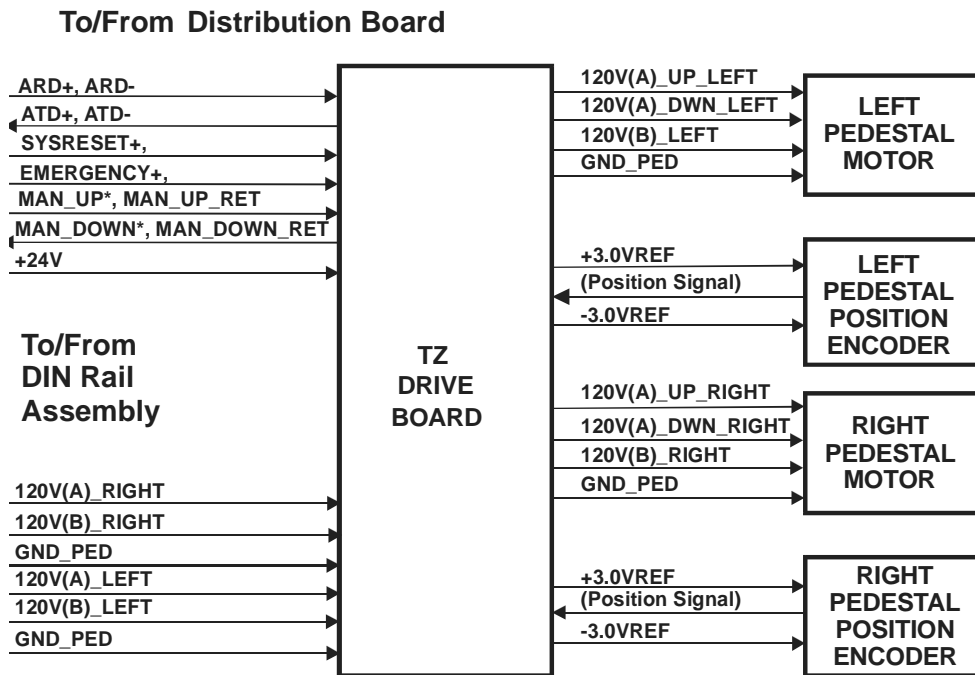 To/From Distribution Board
ARD+, ARD-
ATD+, ATD-
SYSRESET+,
EMERGENCY+,
MAN_UP*, MAN_UP_RET
MAN_DOWN*, MAN_DOWN_RET
+24V
To/From
DIN Rail
Assembly
120V(A)_RIGHT
120V(B)_RIGHT
GND_PED
120V(A)_LEFT
120V(B)_LEFT
GND_PED
TZ
DRIVE
BOARD
120V(A)_UP_LEFT
120V(A)_DWN_LEFT
120V(B)_LEFT
GND_PED
LEFT
PEDESTAL
MOTOR
+3.0VREF
(Position Signal)
-3.0VREF
LEFT
PEDESTAL
POSITION
ENCODER
120V(A)_UP_RIGHT
120V(A)_DWN_RIGHT
120V(B)_RIGHT
GND_PED
RIGHT
PEDESTAL
MOTOR
+3.0VREF
(Position Signal)
-3.0VREF
RIGHT
PEDESTAL
POSITION
ENCODER